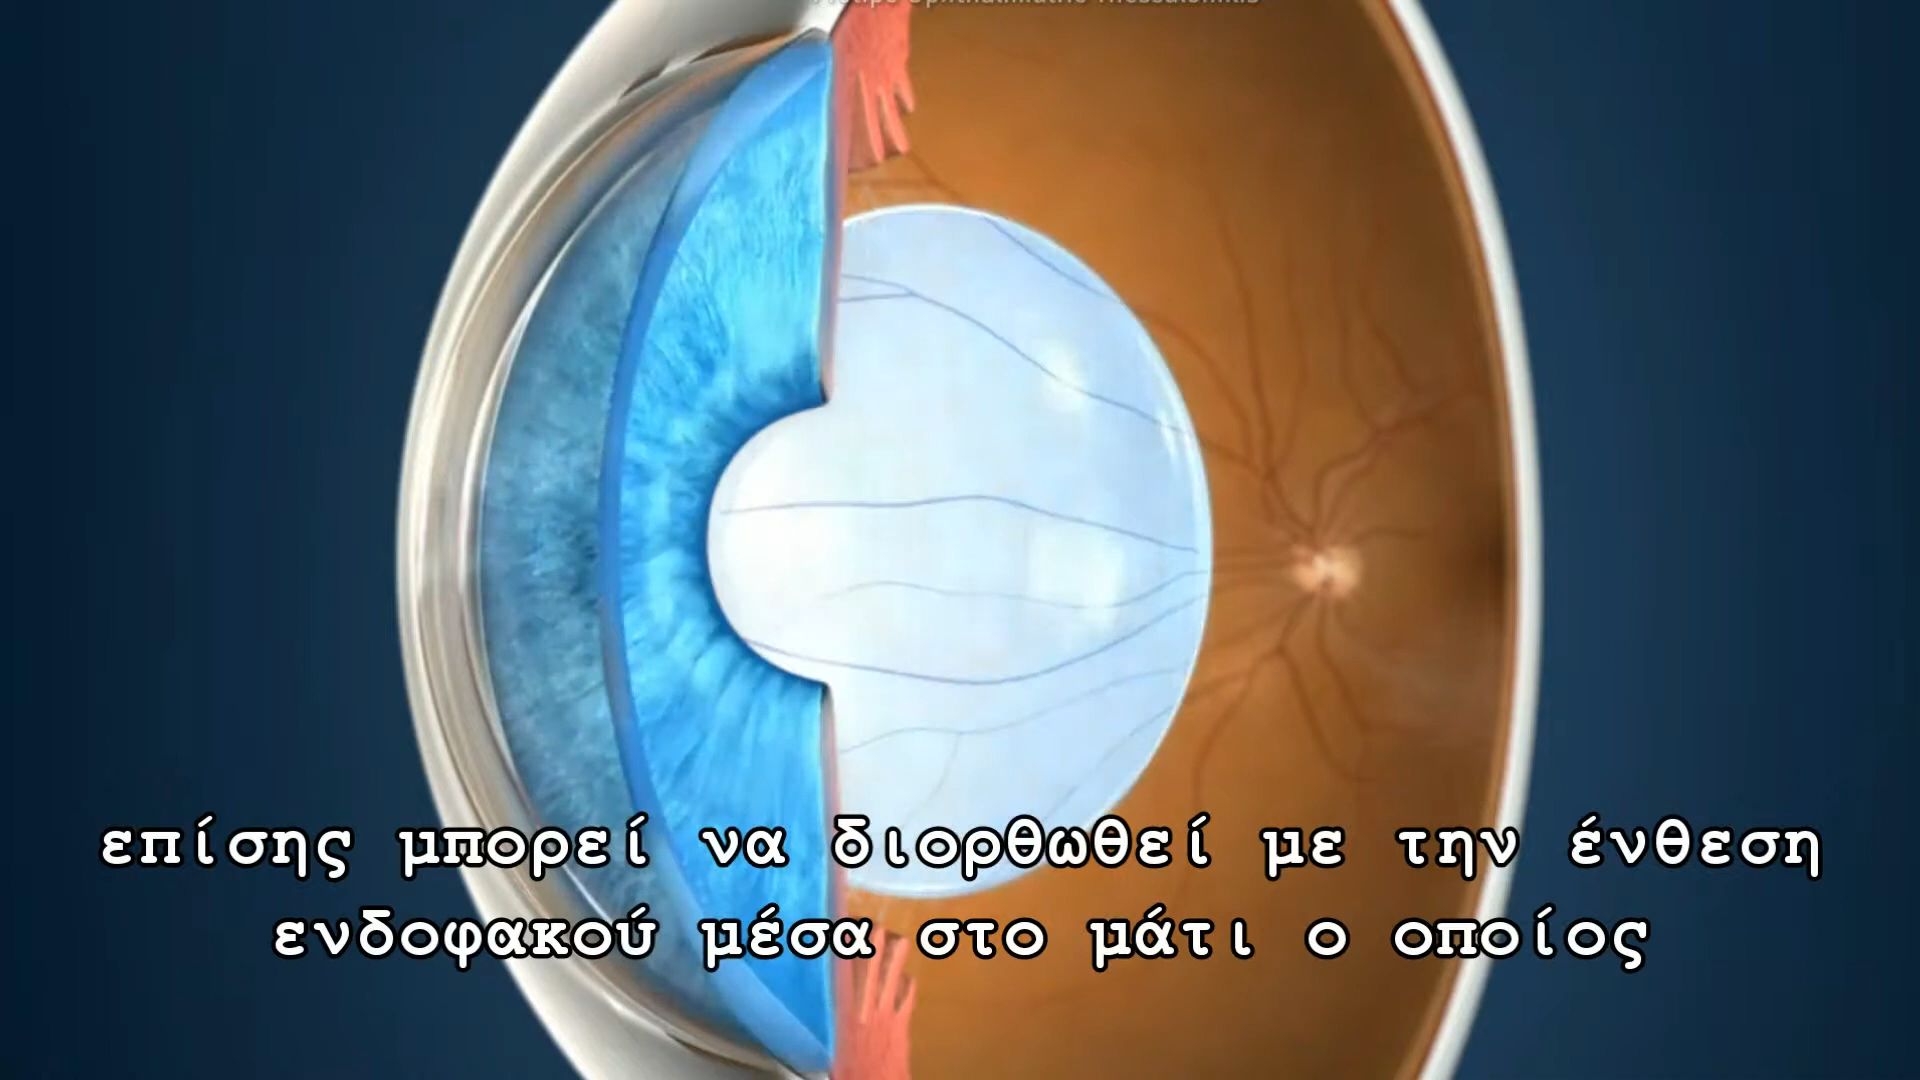 επίσης μπορεί να διορθωθεί με την ένθεση
ενδοφακού μέσα στο μάτι ο οποίος